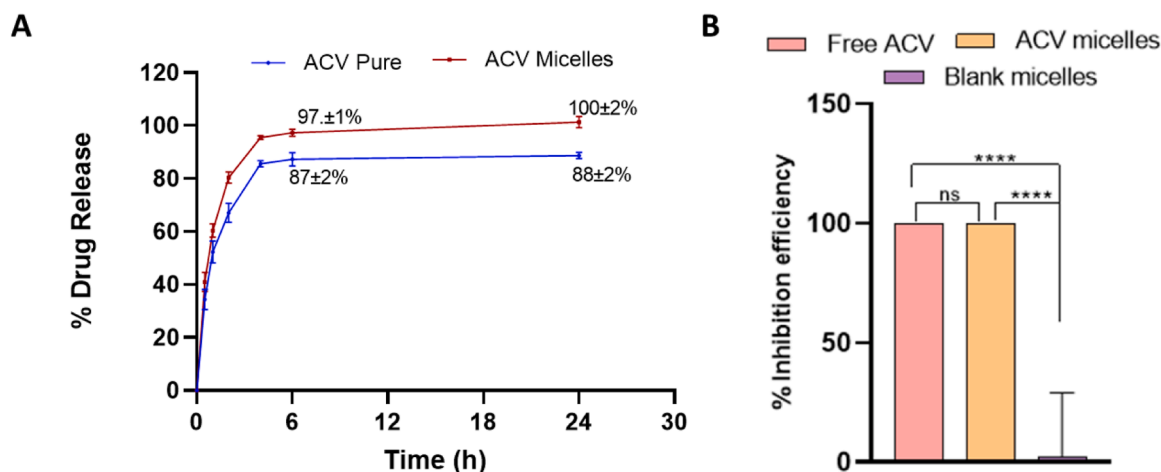 A
ACV Pure
ACV Micelles
% Drug Release
120
100
80
60
40
20
0
97.±1%
100±2%
87±2%
88±2%
0
6
12
18
24
30
Time (h)
B
Free ACV
ACV micelles
Blank micelles
% Inhibition efficiency
150
100
50
0
****
ns
****